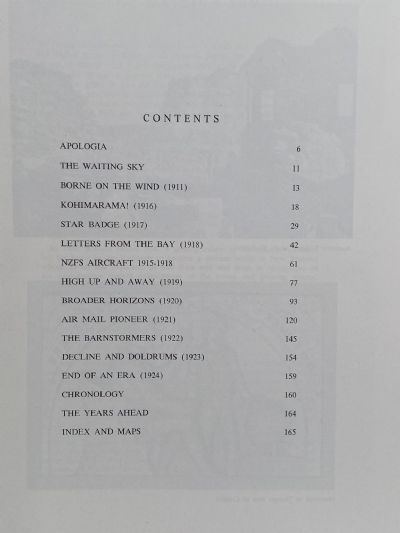 CONTENTS
APOLOGIA 6
THE WAITING SKY 11
BORNE ON THE WIND (1911) 13
KOHIMARAMA! (1916) 18
STAR BADGE (1917) 29
LETTERS FROM THE BAY (1918) 42
NZFS AIRCRAFT 1915-1918 61
HIGH UP AND AWAY (1919) 77
BROADER HORIZONS (1920) 93
AIR MAIL PIONEER (1921) 120
THE BARNSTORMERS (1922) 145
DECLINE AND DOLDRUMS (1923) 154
END OF AN ERA (1924) 159
CHRONOLOGY 160
THE YEARS AHEAD 164
INDEX AND MAPS 165